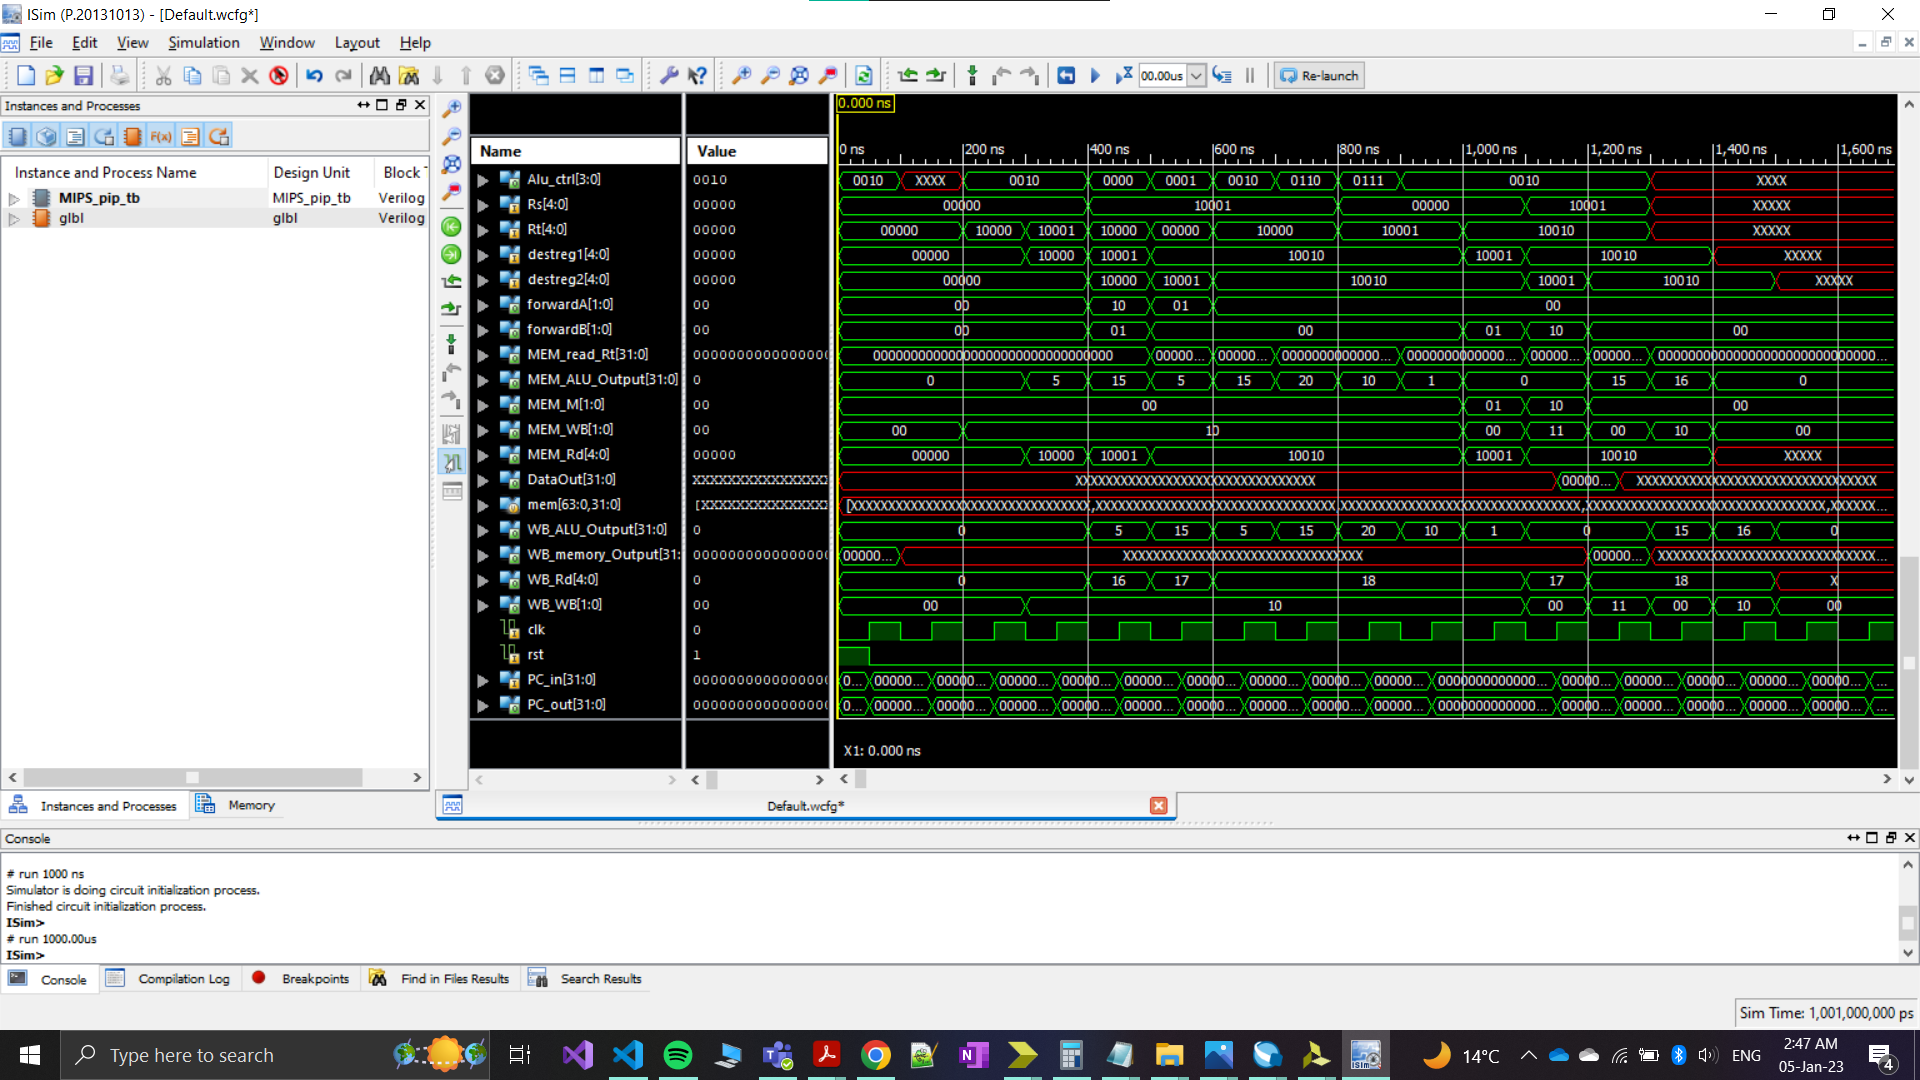 ISim (P.20131013) - [Default.wcfg*]
File Edit View Simulation Window Layout Help
00.00us Re-launch
Instances and Processes
Instance and Process Name Design Unit Block
MIPS_pip_tb MIPS_pip_tb Verilog
glbl glbl Verilog
Instances and Processes Memory
0.000 ns
Name Value 0 ns 200 ns 400 ns 600 ns 800 ns 1,000 ns 1,200 ns 1,400 ns 1,600 ns
Alu_ctrl[3:0] 0010 0010 XXXX 0010 0000 0001 0010 0110 0111 0010 XXXX
Rs[4:0] 00000 00000 10001 00000 10001 XXXXX
Rt[4:0] 00000 00000 10000 10001 10000 00000 10000 10001 10010 XXXXX
destreg1[4:0] 00000 00000 10000 10001 10010 10001 10010 XXXXX
destreg2[4:0] 00000 00000 10000 10001 10010 10001 10010 XXXXX
forwardA[1:0] 00 00 10 01 00
forwardB[1:0] 00 00 01 00 01 10 00
MEM_read_Rt[31:0] 0000000000000000 00000000000000000000000000000000 00000... 00000... 0000000000000... 0000000000000... 00000... 00000... 0000000000000000000000000000...
MEM_ALU_Output[31:0] 0 0 5 15 5 15 20 10 1 0 15 16 0
MEM_M[1:0] 00 00 01 10 00
MEM_WB[1:0] 00 00 10 00 11 00 10 00
MEM_Rd[4:0] 00000 00000 10000 10001 10010 10001 10010 XXXXX
DataOut[31:0] XXXXXXXXXXXXXXXX XXXXXXXXXXXXXXXXXXXXXXXXXXXXXXXX 00000... XXXXXXXXXXXXXXXXXXXXXXXXXXXXXXXX
mem[63:0,31:0]
WB_ALU_Output[31:0] 0 0 5 15 5 15 20 10 1 0 15 16 0
WB_memory_Output[31: 0000000000000000 00000... XXXXXXXXXXXXXXXXXXXXXXXXXXXXXXXX 00000... XXXXXXXXXXXXXXXXXXXXXXXXXXXX...
WB_Rd[4:0] 0 0 16 17 18 17 18 X
WB_WB[1:0] 00 00 10 00 11 00 10 00
clk 0
rst 1
PC_in[31:0] 0000000000000000 0... 00000... 00000... 00000... 00000... 00000... 00000... 00000... 00000... 00000... 0000000000000... 00000... 00000... 00000... 00000... 00000...
PC_out[31:0] 0000000000000000 0... 00000... 00000... 00000... 00000... 00000... 00000... 00000... 00000... 00000... 0000000000000... 00000... 00000... 00000... 00000... 00000...
X1: 0.000 ns
Default.wcfg*
Console
# run 1000 ns
Simulator is doing circuit initialization process.
Finished circuit initialization process.
ISim>
# run 1000.00us
ISim>
Console Compilation Log Breakpoints Find in Files Results Search Results
Sim Time: 1,001,000,000 ps
Type here to search
14°C ENG 2:47 AM
05-Jan-23
4